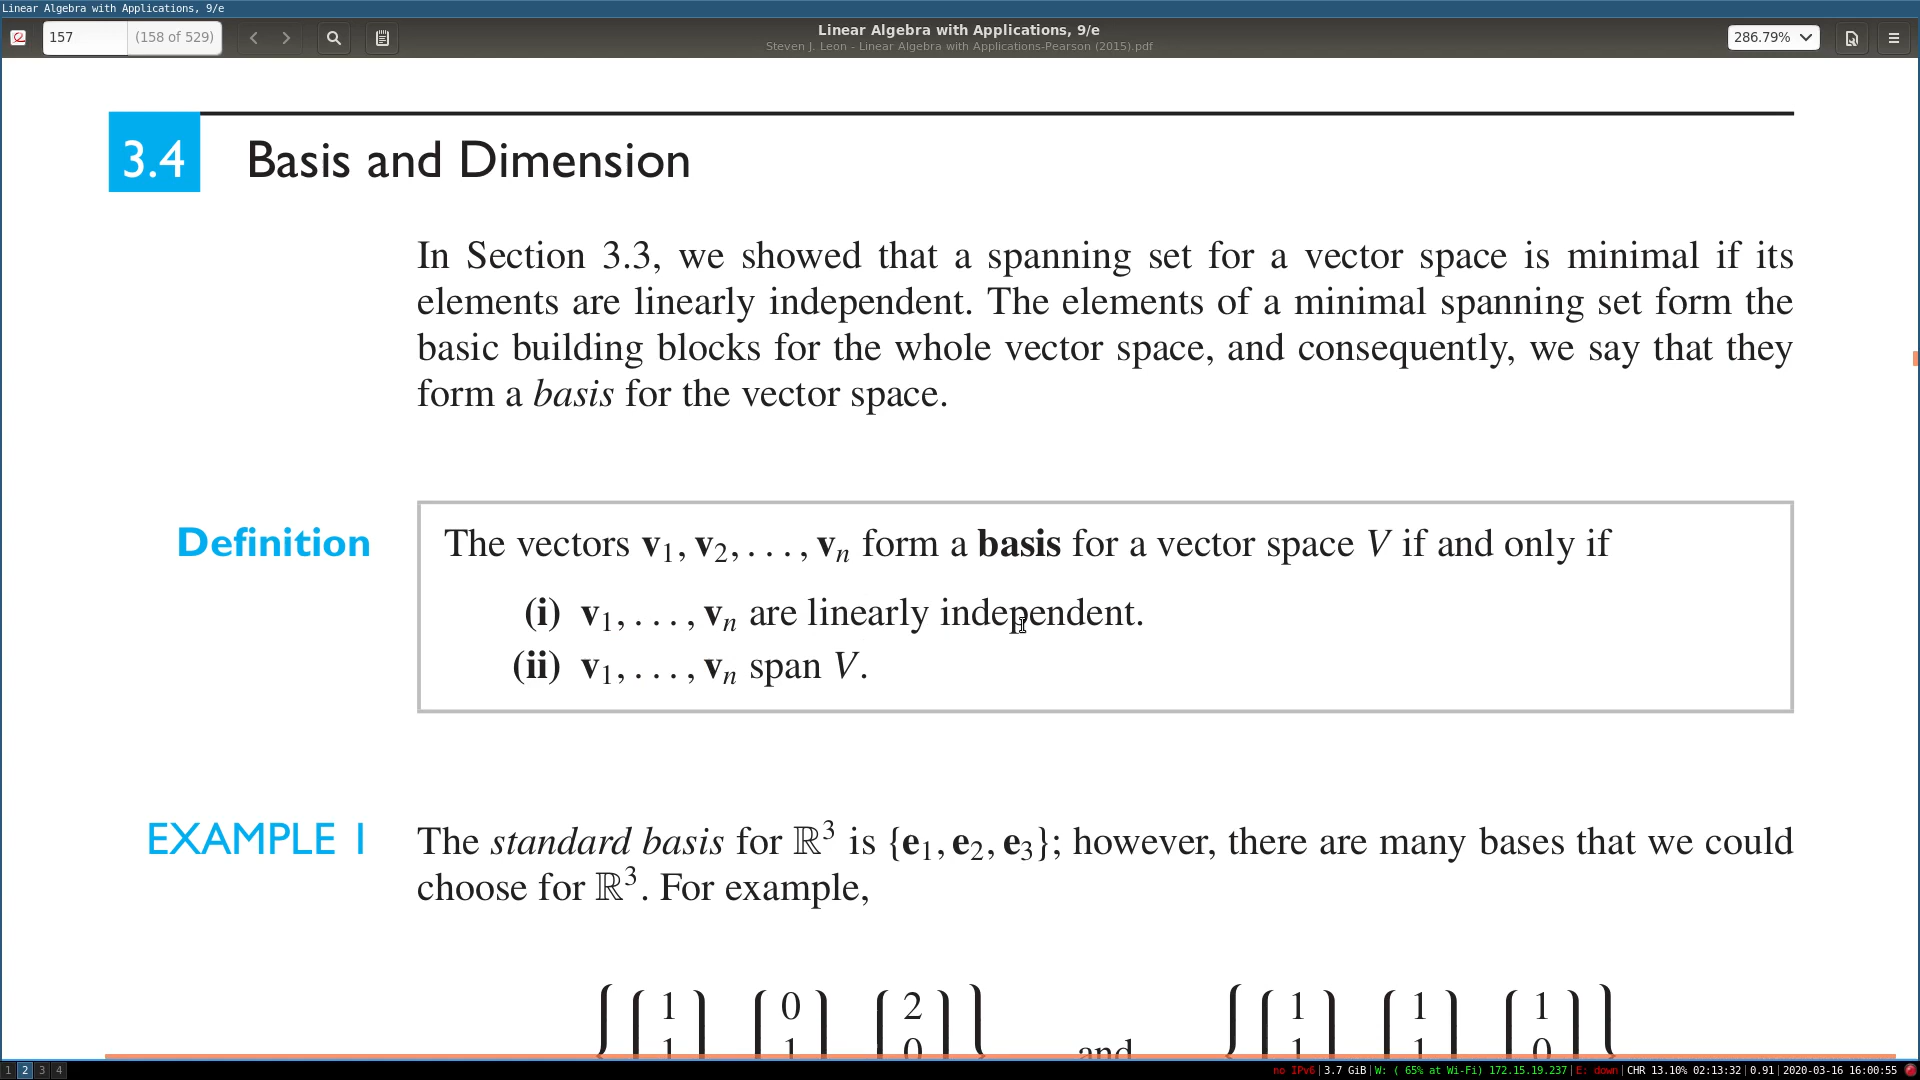 Linear Algebra with Applications, 9/e
157 (158 of 529) Linear Algebra with Applications, 9/e 286.79%
Steven J. Leon - Linear Algebra with Applications-Pearson (2015).pdf
3.4 Basis and Dimension
In Section 3.3, we showed that a spanning set for a vector space is minimal if its
elements are linearly independent. The elements of a minimal spanning set form the
basic building blocks for the whole vector space, and consequently, we say that they
form a basis for the vector space.
Definition The vectors v₁, v₂, . . . , vₙ form a basis for a vector space V if and only if
(i) v₁, . . . , vₙ are linearly independent.
(ii) v₁, . . . , vₙ span V.
EXAMPLE 1 The standard basis for ℝ³ is {e₁, e₂, e₃}; however, there are many bases that we could
choose for ℝ³. For example,
1 0 2 1 1 1
1 1 0 and 1 1 0
1 2 3 4 no IPv6|3.7 GiB|W: ( 65% at Wi-Fi) 172.15.19.237|E: down|CHR 13.10% 02:13:32|0.91|2020-03-16 16:00:55